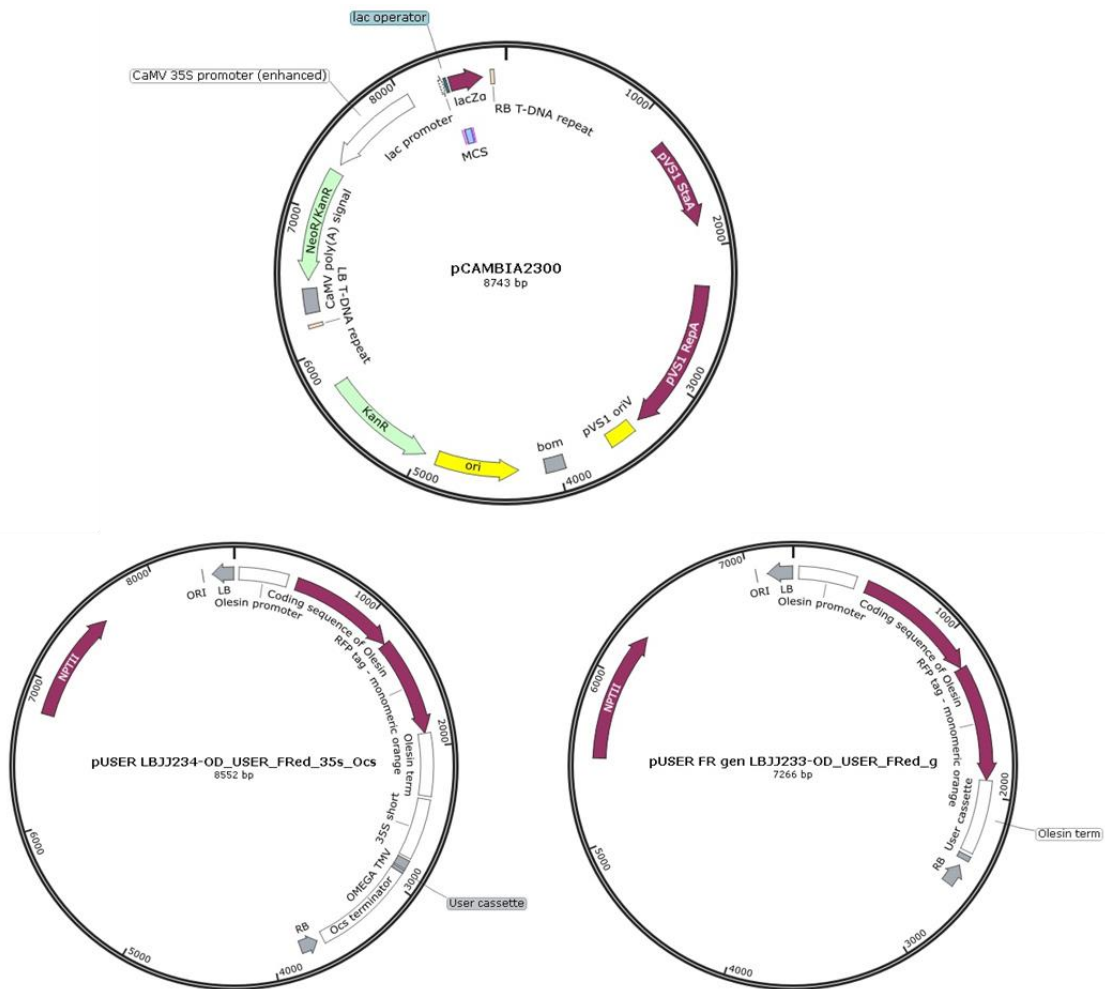 lac operator
CaMV 35S promoter (enhanced)
8000
lacZα
RB T-DNA repeat
lac promoter
MCS
1000
pVS1 StaA
2000
pVS1 RepA
3000
pVS1 oriV
bom
4000
ori
5000
KanR
6000
LB T-DNA repeat
CaMV poly(A) signal
NeoR/KanR
7000
pCAMBIA2300
8743 bp
8000
ORI
LB
Olesin promoter
Coding sequence of Olesin
1000
RFP tag - monomeric orange
2000
Olesin term
35S short
OMEGA TMV
3000
User cassette
Ocs terminator
RB
4000
5000
6000
7000
NPTII
pUSER LBJJ234-OD_USER_FRed_35s_Ocs
8552 bp
7000
ORI
LB
Olesin promoter
Coding sequence of Olesin
1000
RFP tag - monomeric orange
2000
Olesin term
User cassette
RB
3000
4000
5000
6000
NPTII
pUSER FR gen LBJJ233-OD_USER_FRed_g
7266 bp